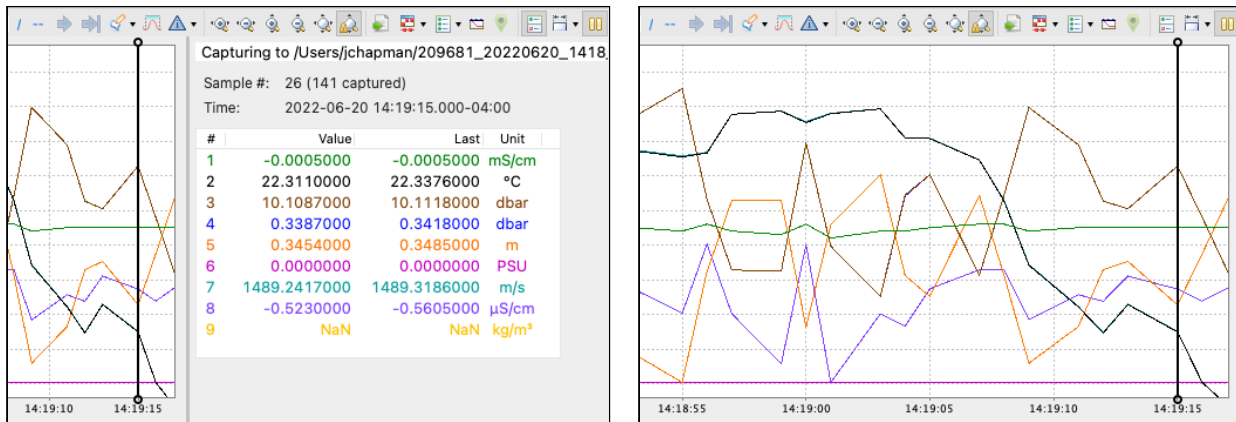 Capturing to /Users/jchapman/209681_20220620_1418_
Sample #: 26 (141 captured)
Time: 2022-06-20 14:19:15.000-04:00
# Value Last Unit
1 -0.0005000 -0.0005000 mS/cm
2 22.3110000 22.3376000 °C
3 10.1087000 10.1118000 dbar
4 0.3387000 0.3418000 dbar
5 0.3454000 0.3485000 m
6 0.0000000 0.0000000 PSU
7 1489.2417000 1489.3186000 m/s
8 -0.5230000 -0.5605000 µS/cm
9 NaN NaN kg/m³
14:19:10 14:19:15
14:18:55 14:19:00 14:19:05 14:19:10 14:19:15